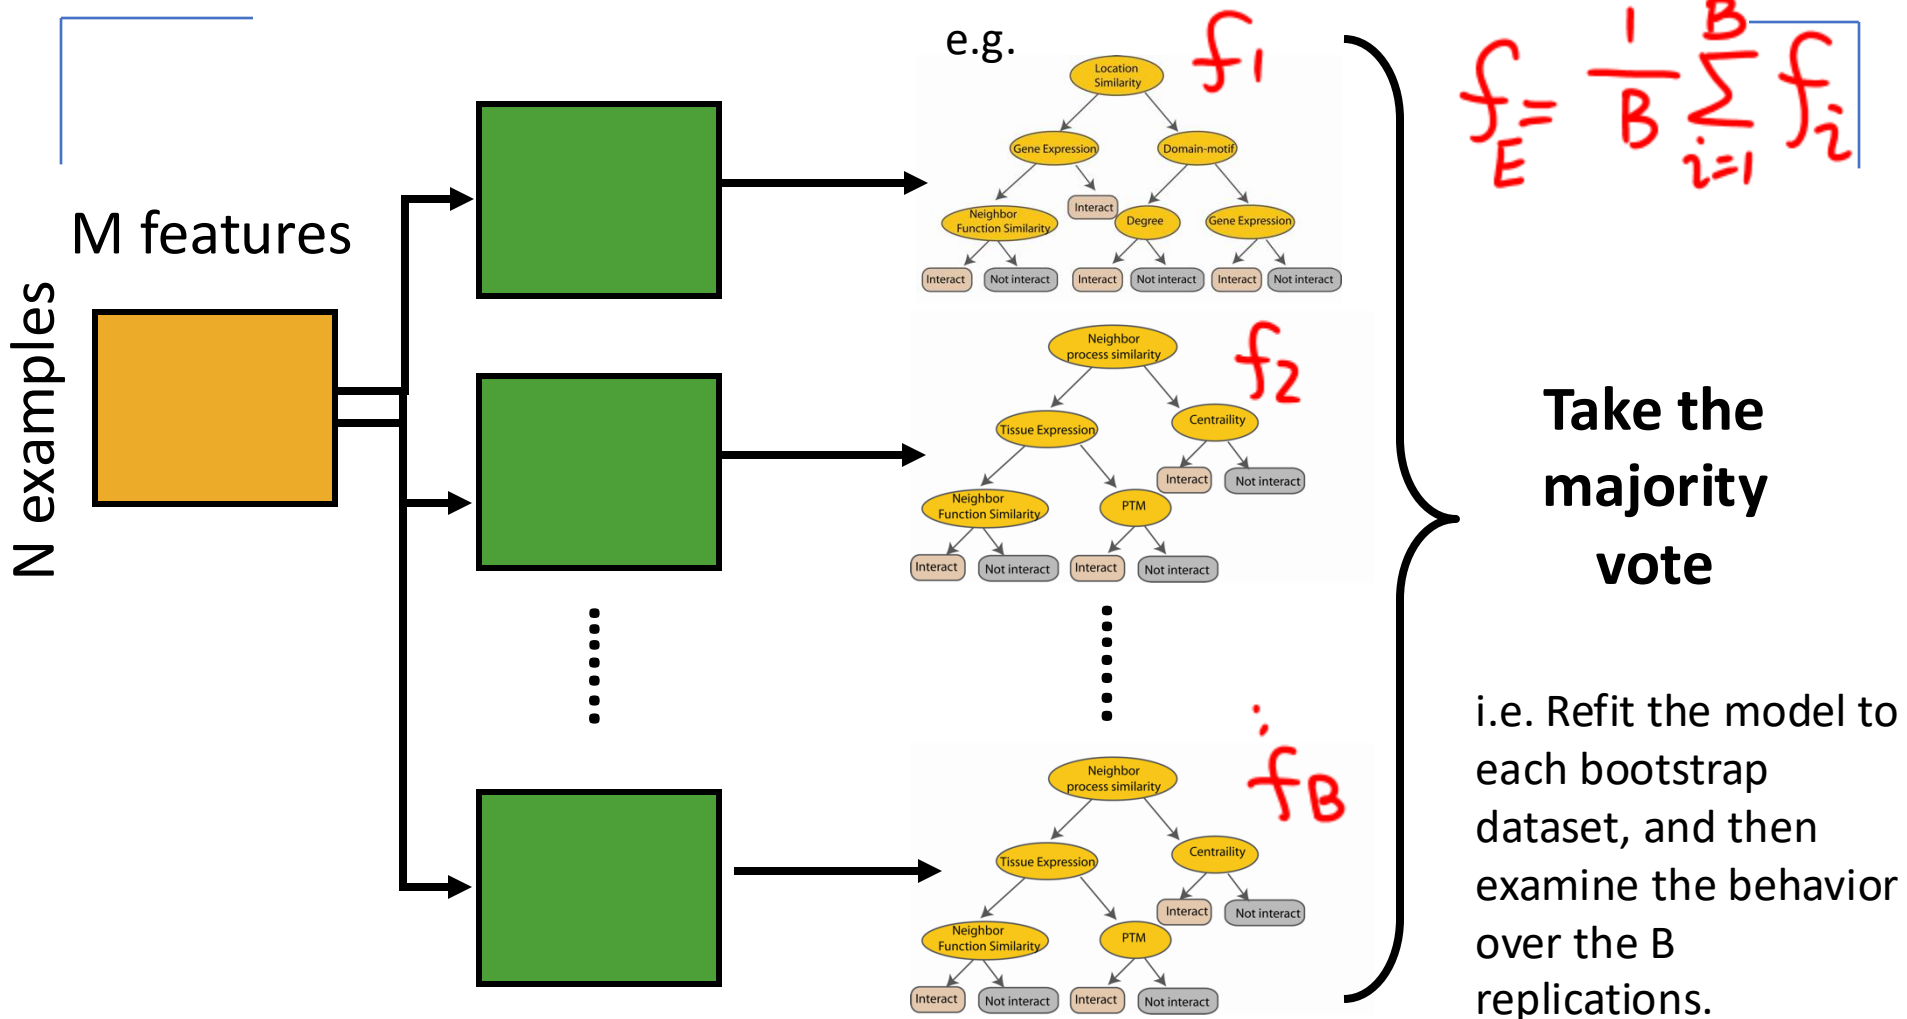 e.g.
f1
fE = 1/B Σ i=1 B fi
M features
N examples
Location
Similarity
Gene Expression
Domain-motif
Interact
Neighbor
Function Similarity
Degree
Gene Expression
Interact
Not interact
Interact
Not interact
Interact
Not interact
f2
Neighbor
process similarity
Tissue Expression
Centraility
Interact
Not interact
Neighbor
Function Similarity
PTM
Interact
Not interact
Interact
Not interact
fB
Neighbor
process similarity
Tissue Expression
Centraility
Interact
Not interact
Neighbor
Function Similarity
PTM
Interact
Not interact
Interact
Not interact
Take the
majority
vote
i.e. Refit the model to
each bootstrap
dataset, and then
examine the behavior
over the B
replications.